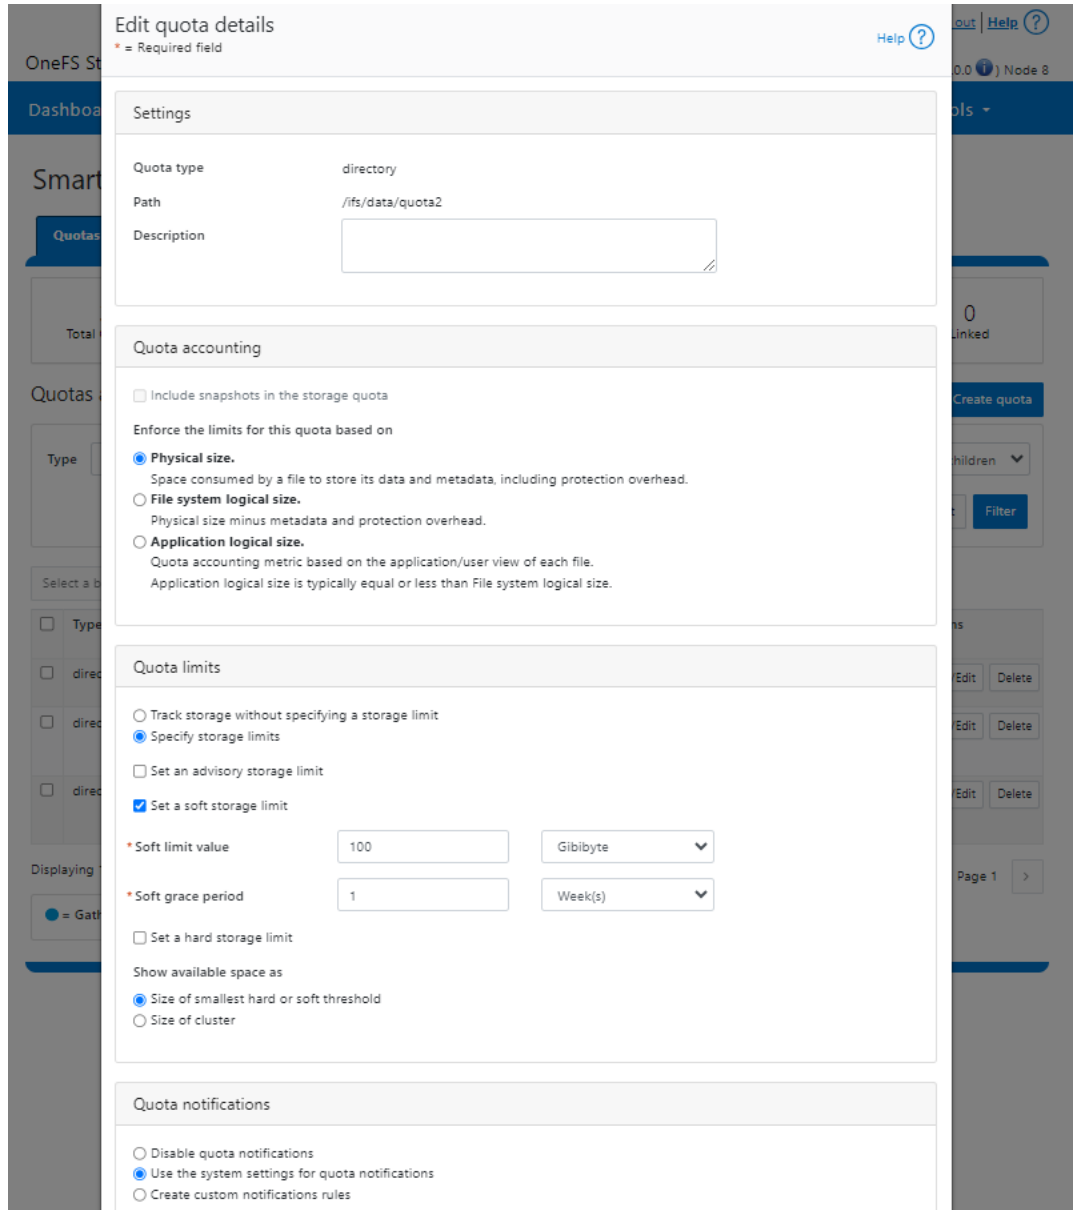 Edit quota details
* = Required field
Help
out | Help
OneFS St
.0.0 ) Node 8
Dashboa
ols
Smart
Quotas
Settings
Quota type directory
Path /ifs/data/quota2
Description
Total
0
Linked
Quota accounting
Quotas
Create quota
Include snapshots in the storage quota
Enforce the limits for this quota based on
Type
children
Physical size.
Space consumed by a file to store its data and metadata, including protection overhead.
File system logical size.
Physical size minus metadata and protection overhead.
Filter
Application logical size.
Quota accounting metric based on the application/user view of each file.
Application logical size is typically equal or less than File system logical size.
Select a b
Type
ns
Quota limits
direc
/Edit Delete
Track storage without specifying a storage limit
direc
/Edit Delete
Specify storage limits
Set an advisory storage limit
direc
/Edit Delete
Set a soft storage limit
* Soft limit value 100 Gibibyte
Displaying
Page 1 >
* Soft grace period 1 Week(s)
= Gath
Set a hard storage limit
Show available space as
Size of smallest hard or soft threshold
Size of cluster
Quota notifications
Disable quota notifications
Use the system settings for quota notifications
Create custom notifications rules